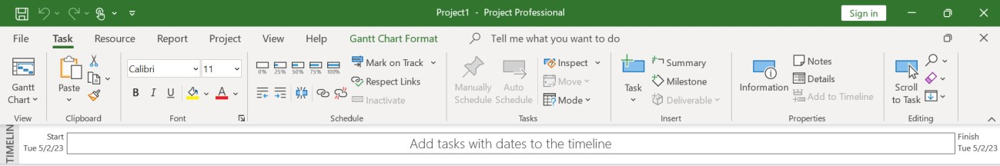 Project1 - Project Professional
Sign in
File Task Resource Report Project View Help Gantt Chart Format Tell me what you want to do
Gantt
Chart
View
Paste
Clipboard
Calibri 11
B I U A
Font
0% 25% 50% 75% 100%
Mark on Track
Respect Links
Inactivate
Schedule
Manually
Schedule
Auto
Schedule
Inspect
Move
Mode
Tasks
Task
Summary
Milestone
Deliverable
Insert
Information
Notes
Details
Add to Timeline
Properties
Scroll
to Task
Editing
TIMELIN
Start
Tue 5/2/23
Add tasks with dates to the timeline
Finish
Tue 5/2/23